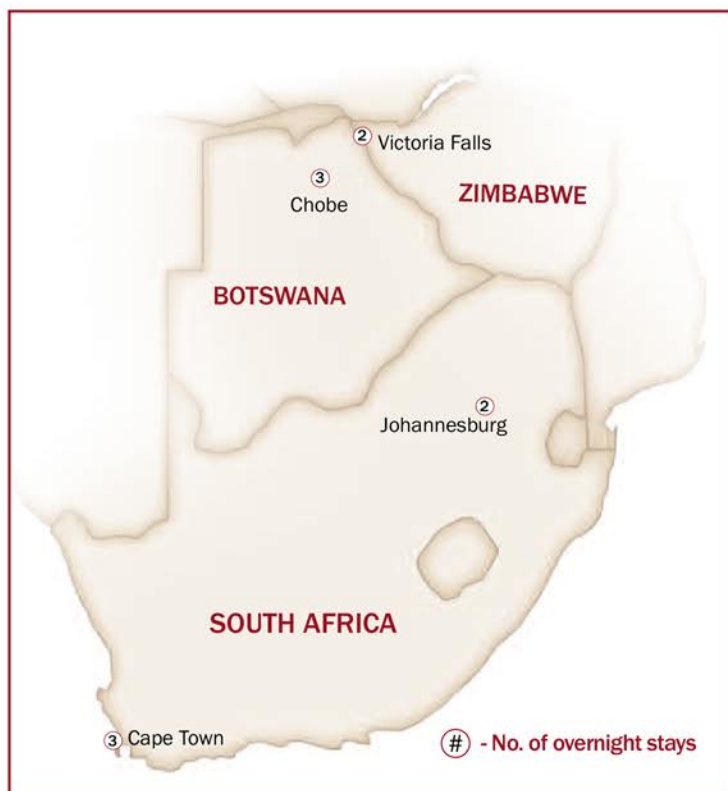 2 Victoria Falls
3
Chobe
ZIMBABWE
BOTSWANA
2
Johannesburg
SOUTH AFRICA
3 Cape Town
# - No. of overnight stays